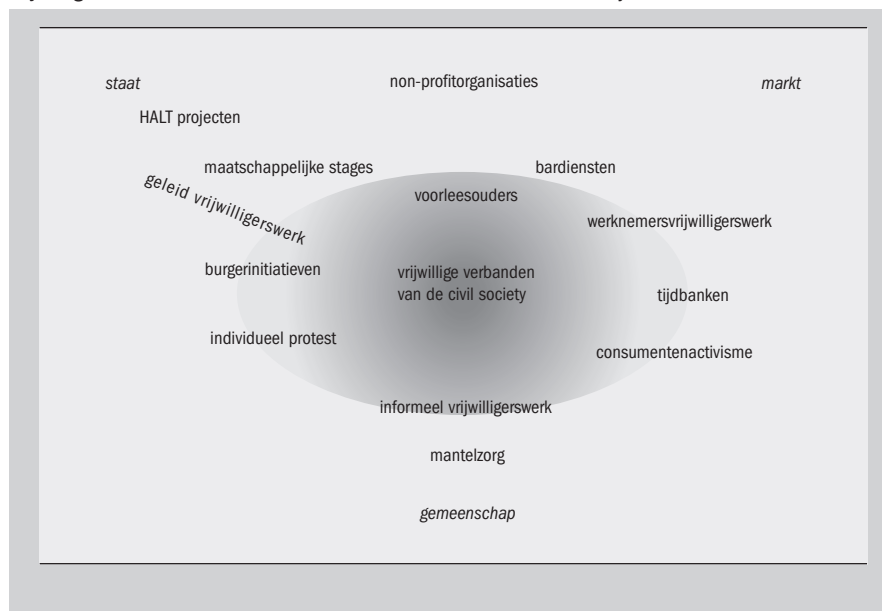 staat
non-profitorganisaties
markt
HALT projecten
maatschappelijke stages
bardiensten
geleid vrijwilligerswerk
voorleesouders
werknemersvrijwilligerswerk
burgerinitiatieven
vrijwillige verbanden
van de civil society
tijdbanken
individueel protest
consumentenactivisme
informeel vrijwilligerswerk
mantelzorg
gemeenschap